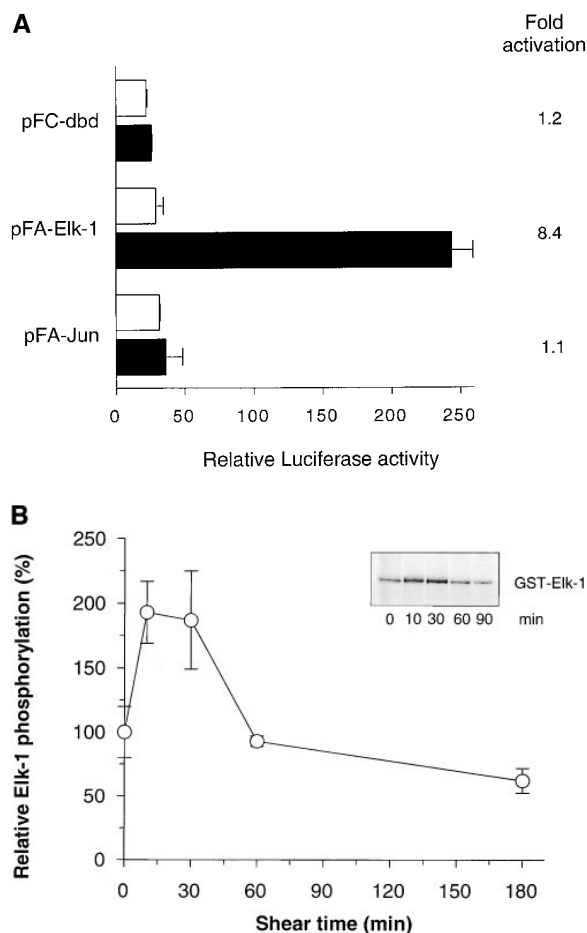 A
Fold
activation
pFC-dbd
1.2
pFA-Elk-1
8.4
pFA-Jun
1.1
0 50 100 150 200 250
Relative Luciferase activity
B
250
200
150
100
50
0
Relative Elk-1 phosphorylation (%)
GST-Elk-1
0 10 30 60 90 min
0 30 60 90 120 150 180
Shear time (min)